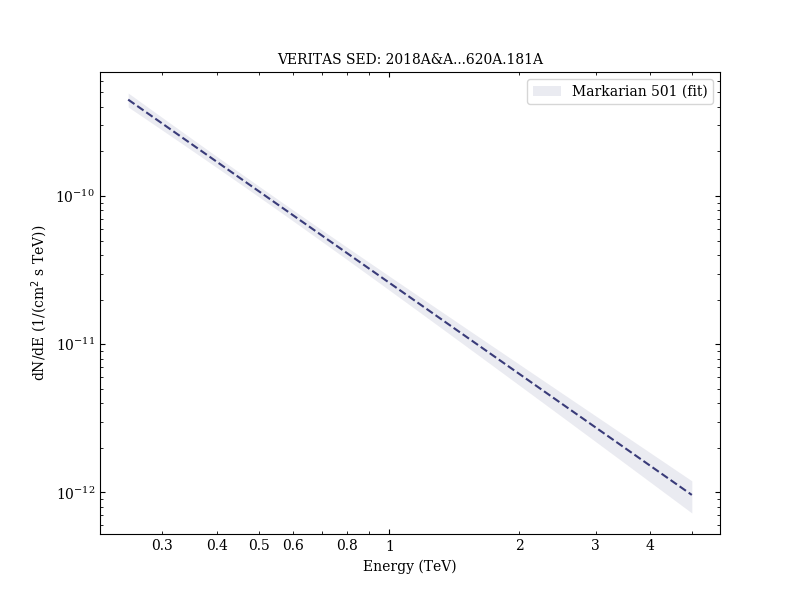 VERITAS SED: 2018A&A...620A.181A
Markarian 501 (fit)
10⁻¹⁰
10⁻¹¹
10⁻¹²
dN/dE (1/(cm² s TeV))
0.3 0.4 0.5 0.6 0.8 1 2 3 4
Energy (TeV)